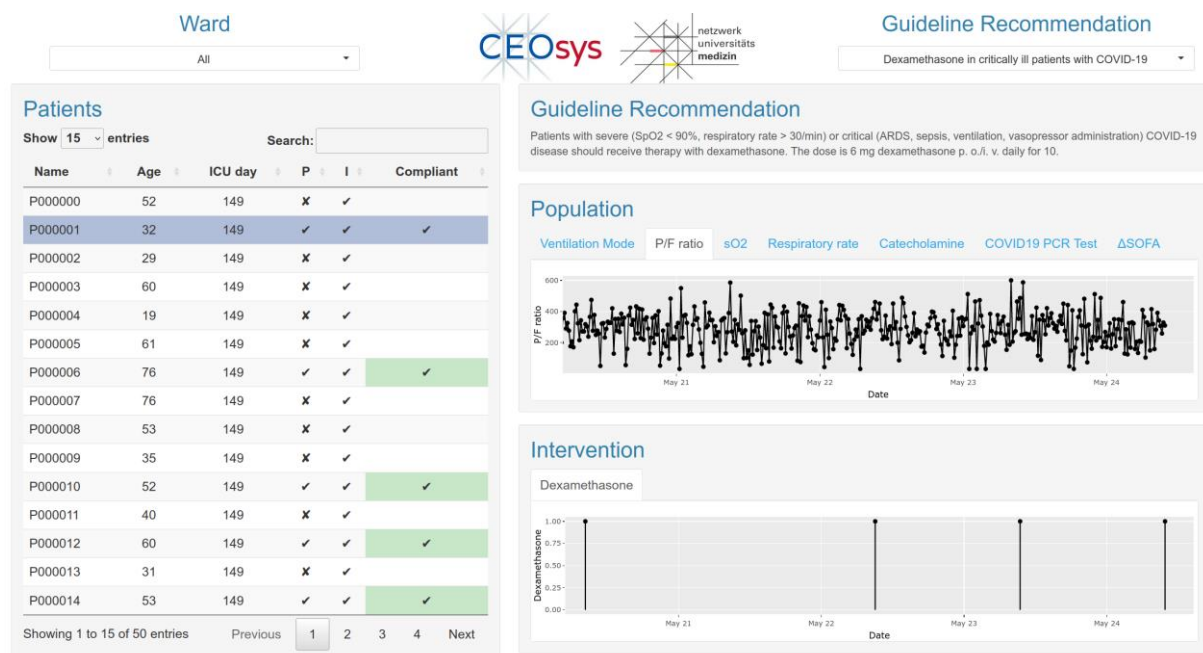 Ward
All
CEOsys
netzwerk
universitäts
medizin
Guideline Recommendation
Dexamethasone in critically ill patients with COVID-19
Patients
Show 15 entries
Search:
Name Age ICU day P I Compliant
P000000 52 149 ✘ ✔
P000001 32 149 ✔ ✔ ✔
P000002 29 149 ✘ ✔
P000003 60 149 ✘ ✔
P000004 19 149 ✘ ✔
P000005 61 149 ✘ ✔
P000006 76 149 ✔ ✔ ✔
P000007 76 149 ✘ ✔
P000008 53 149 ✘ ✔
P000009 35 149 ✘ ✔
P000010 52 149 ✔ ✔ ✔
P000011 40 149 ✘ ✔
P000012 60 149 ✔ ✔ ✔
P000013 31 149 ✘ ✔
P000014 53 149 ✔ ✔ ✔
Showing 1 to 15 of 50 entries Previous 1 2 3 4 Next
Guideline Recommendation
Patients with severe (SpO2 < 90%, respiratory rate > 30/min) or critical (ARDS, sepsis, ventilation, vasopressor administration) COVID-19
disease should receive therapy with dexamethasone. The dose is 6 mg dexamethasone p. o./i. v. daily for 10.
Population
Ventilation Mode P/F ratio sO2 Respiratory rate Catecholamine COVID19 PCR Test ΔSOFA
600
400
200
P/F ratio
May 21 May 22 May 23 May 24
Date
Intervention
Dexamethasone
1.00
0.75
0.50
0.25
0.00
Dexamethasone
May 21 May 22 May 23 May 24
Date